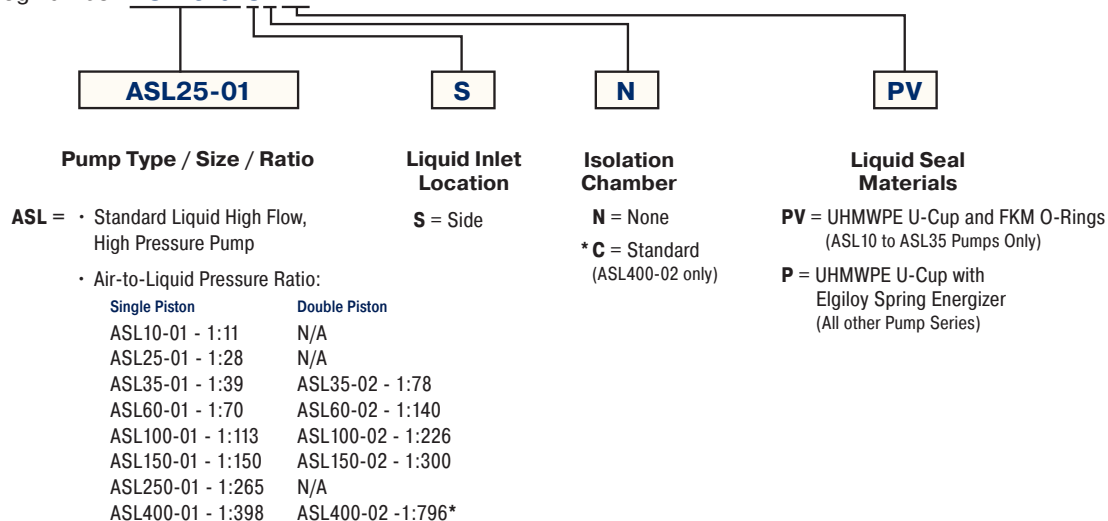 ASL25-01 S N PV
Pump Type / Size / Ratio
ASL = · Standard Liquid High Flow,
High Pressure Pump
· Air-to-Liquid Pressure Ratio:
Single Piston Double Piston
ASL10-01 - 1:11 N/A
ASL25-01 - 1:28 N/A
ASL35-01 - 1:39 ASL35-02 - 1:78
ASL60-01 - 1:70 ASL60-02 - 1:140
ASL100-01 - 1:113 ASL100-02 - 1:226
ASL150-01 - 1:150 ASL150-02 - 1:300
ASL250-01 - 1:265 N/A
ASL400-01 - 1:398 ASL400-02 -1:796*
Liquid Inlet
Location
S = Side
Isolation
Chamber
N = None
* C = Standard
(ASL400-02 only)
Liquid Seal
Materials
PV = UHMWPE U-Cup and FKM O-Rings
(ASL10 to ASL35 Pumps Only)
P = UHMWPE U-Cup with
Elgiloy Spring Energizer
(All other Pump Series)